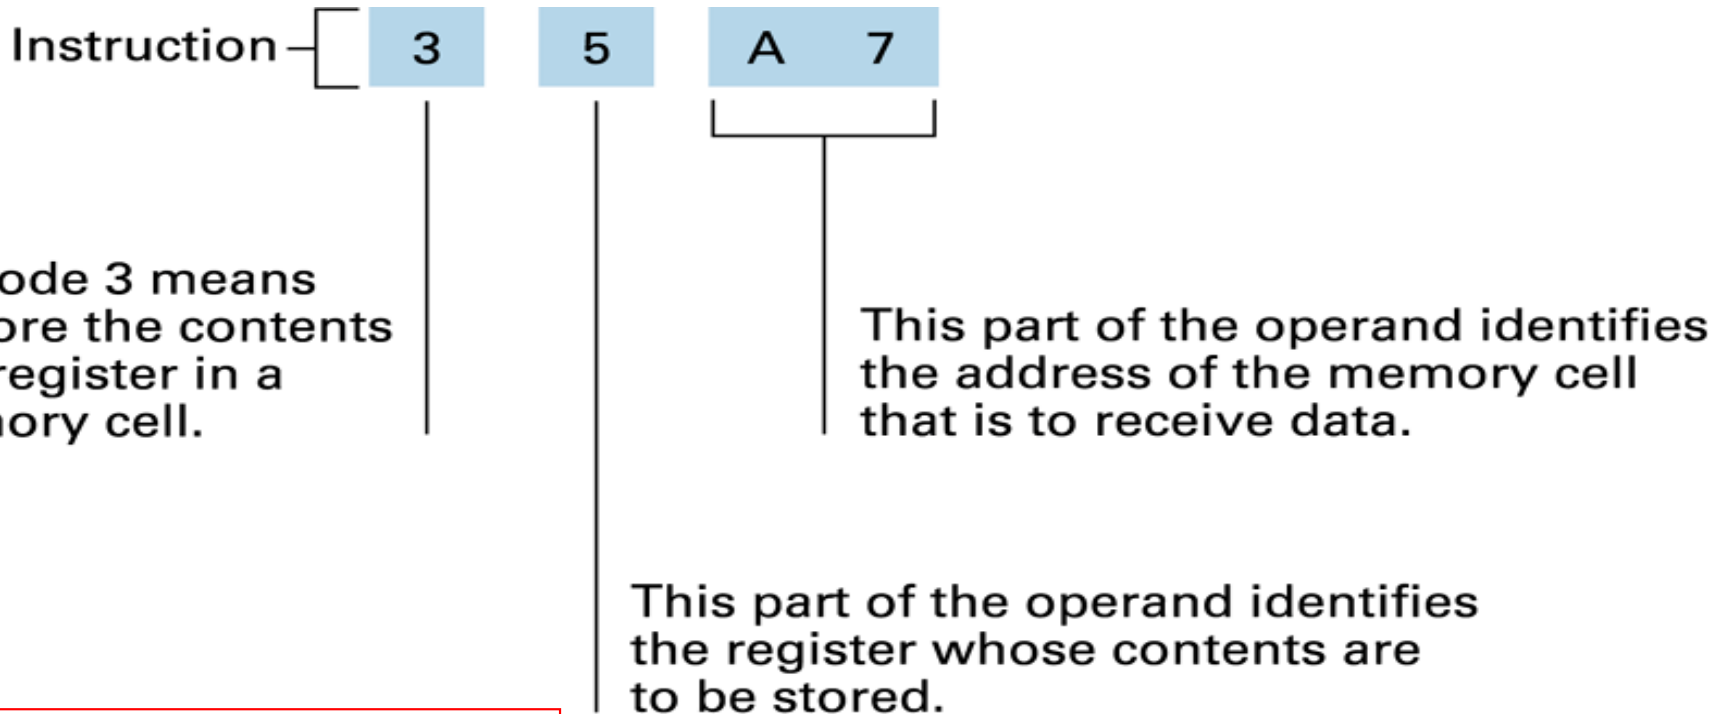 Instruction 3 5 A 7
ode 3 means
ore the contents
register in a
ory cell.
This part of the operand identifies
the address of the memory cell
that is to receive data.
This part of the operand identifies
the register whose contents are
to be stored.